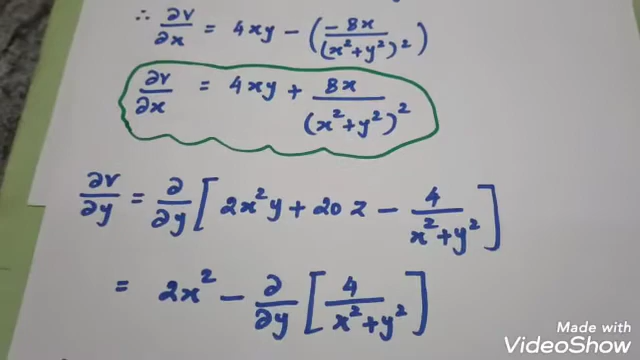 ∴ ∂v/∂x = 4xy − (−8x/(x²+y²)²)
∂v/∂x = 4xy + 8x/(x²+y²)²
∂v/∂y = ∂/∂y [2x²y + 20z − 4/(x²+y²)]
= 2x² − ∂/∂y [4/(x²+y²)]
Made with
VideoShow